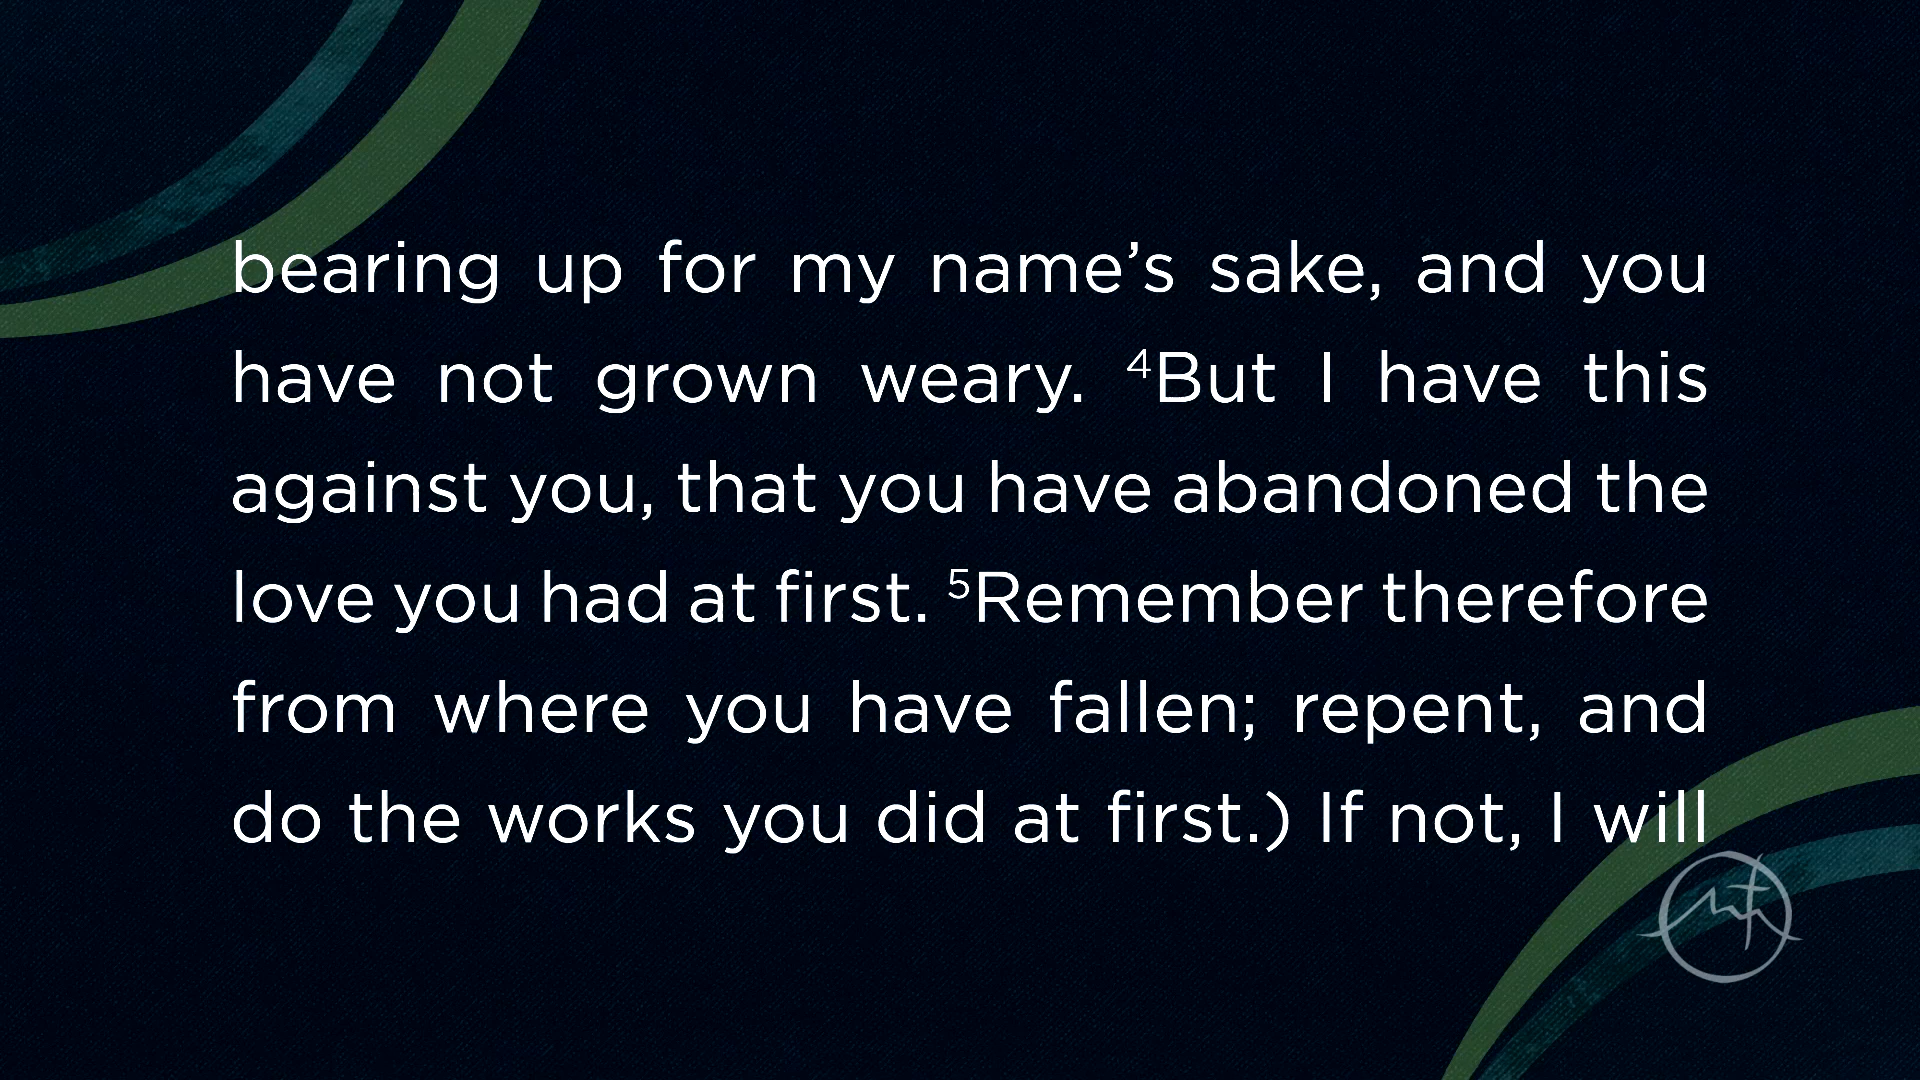 bearing up for my name’s sake, and you
have not grown weary. ⁴But I have this
against you, that you have abandoned the
love you had at first. ⁵Remember therefore
from where you have fallen; repent, and
do the works you did at first.) If not, I will